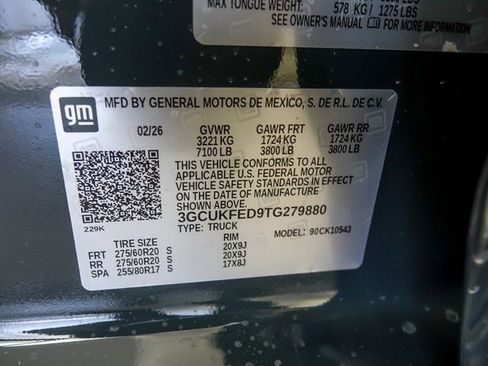 MAX TONGUE WEIGHT: 578 KG / 1275 LBS
SEE OWNER'S MANUAL FOR MORE INFORMATION
gm
MFD BY GENERAL MOTORS DE MEXICO, S. DE R.L. DE C.V.
02/26 GVWR GAWR FRT GAWR RR
3221 KG 1724 KG 1724 KG
7100 LB 3800 LB 3800 LB
THIS VEHICLE CONFORMS TO ALL
APPLICABLE U.S. FEDERAL MOTOR
VEHICLE SAFETY STANDARDS IN EFFECT
ON THE DATE OF MANUFACTURE
SHOWN ABOVE.
229K
3GCUKFED9TG279880
TYPE: TRUCK MODEL: 90CK10543
TIRE SIZE RIM
FRT 275/60R20 S 20X9J
RR 275/60R20 S 20X9J
SPA 255/80R17 S 17X8J